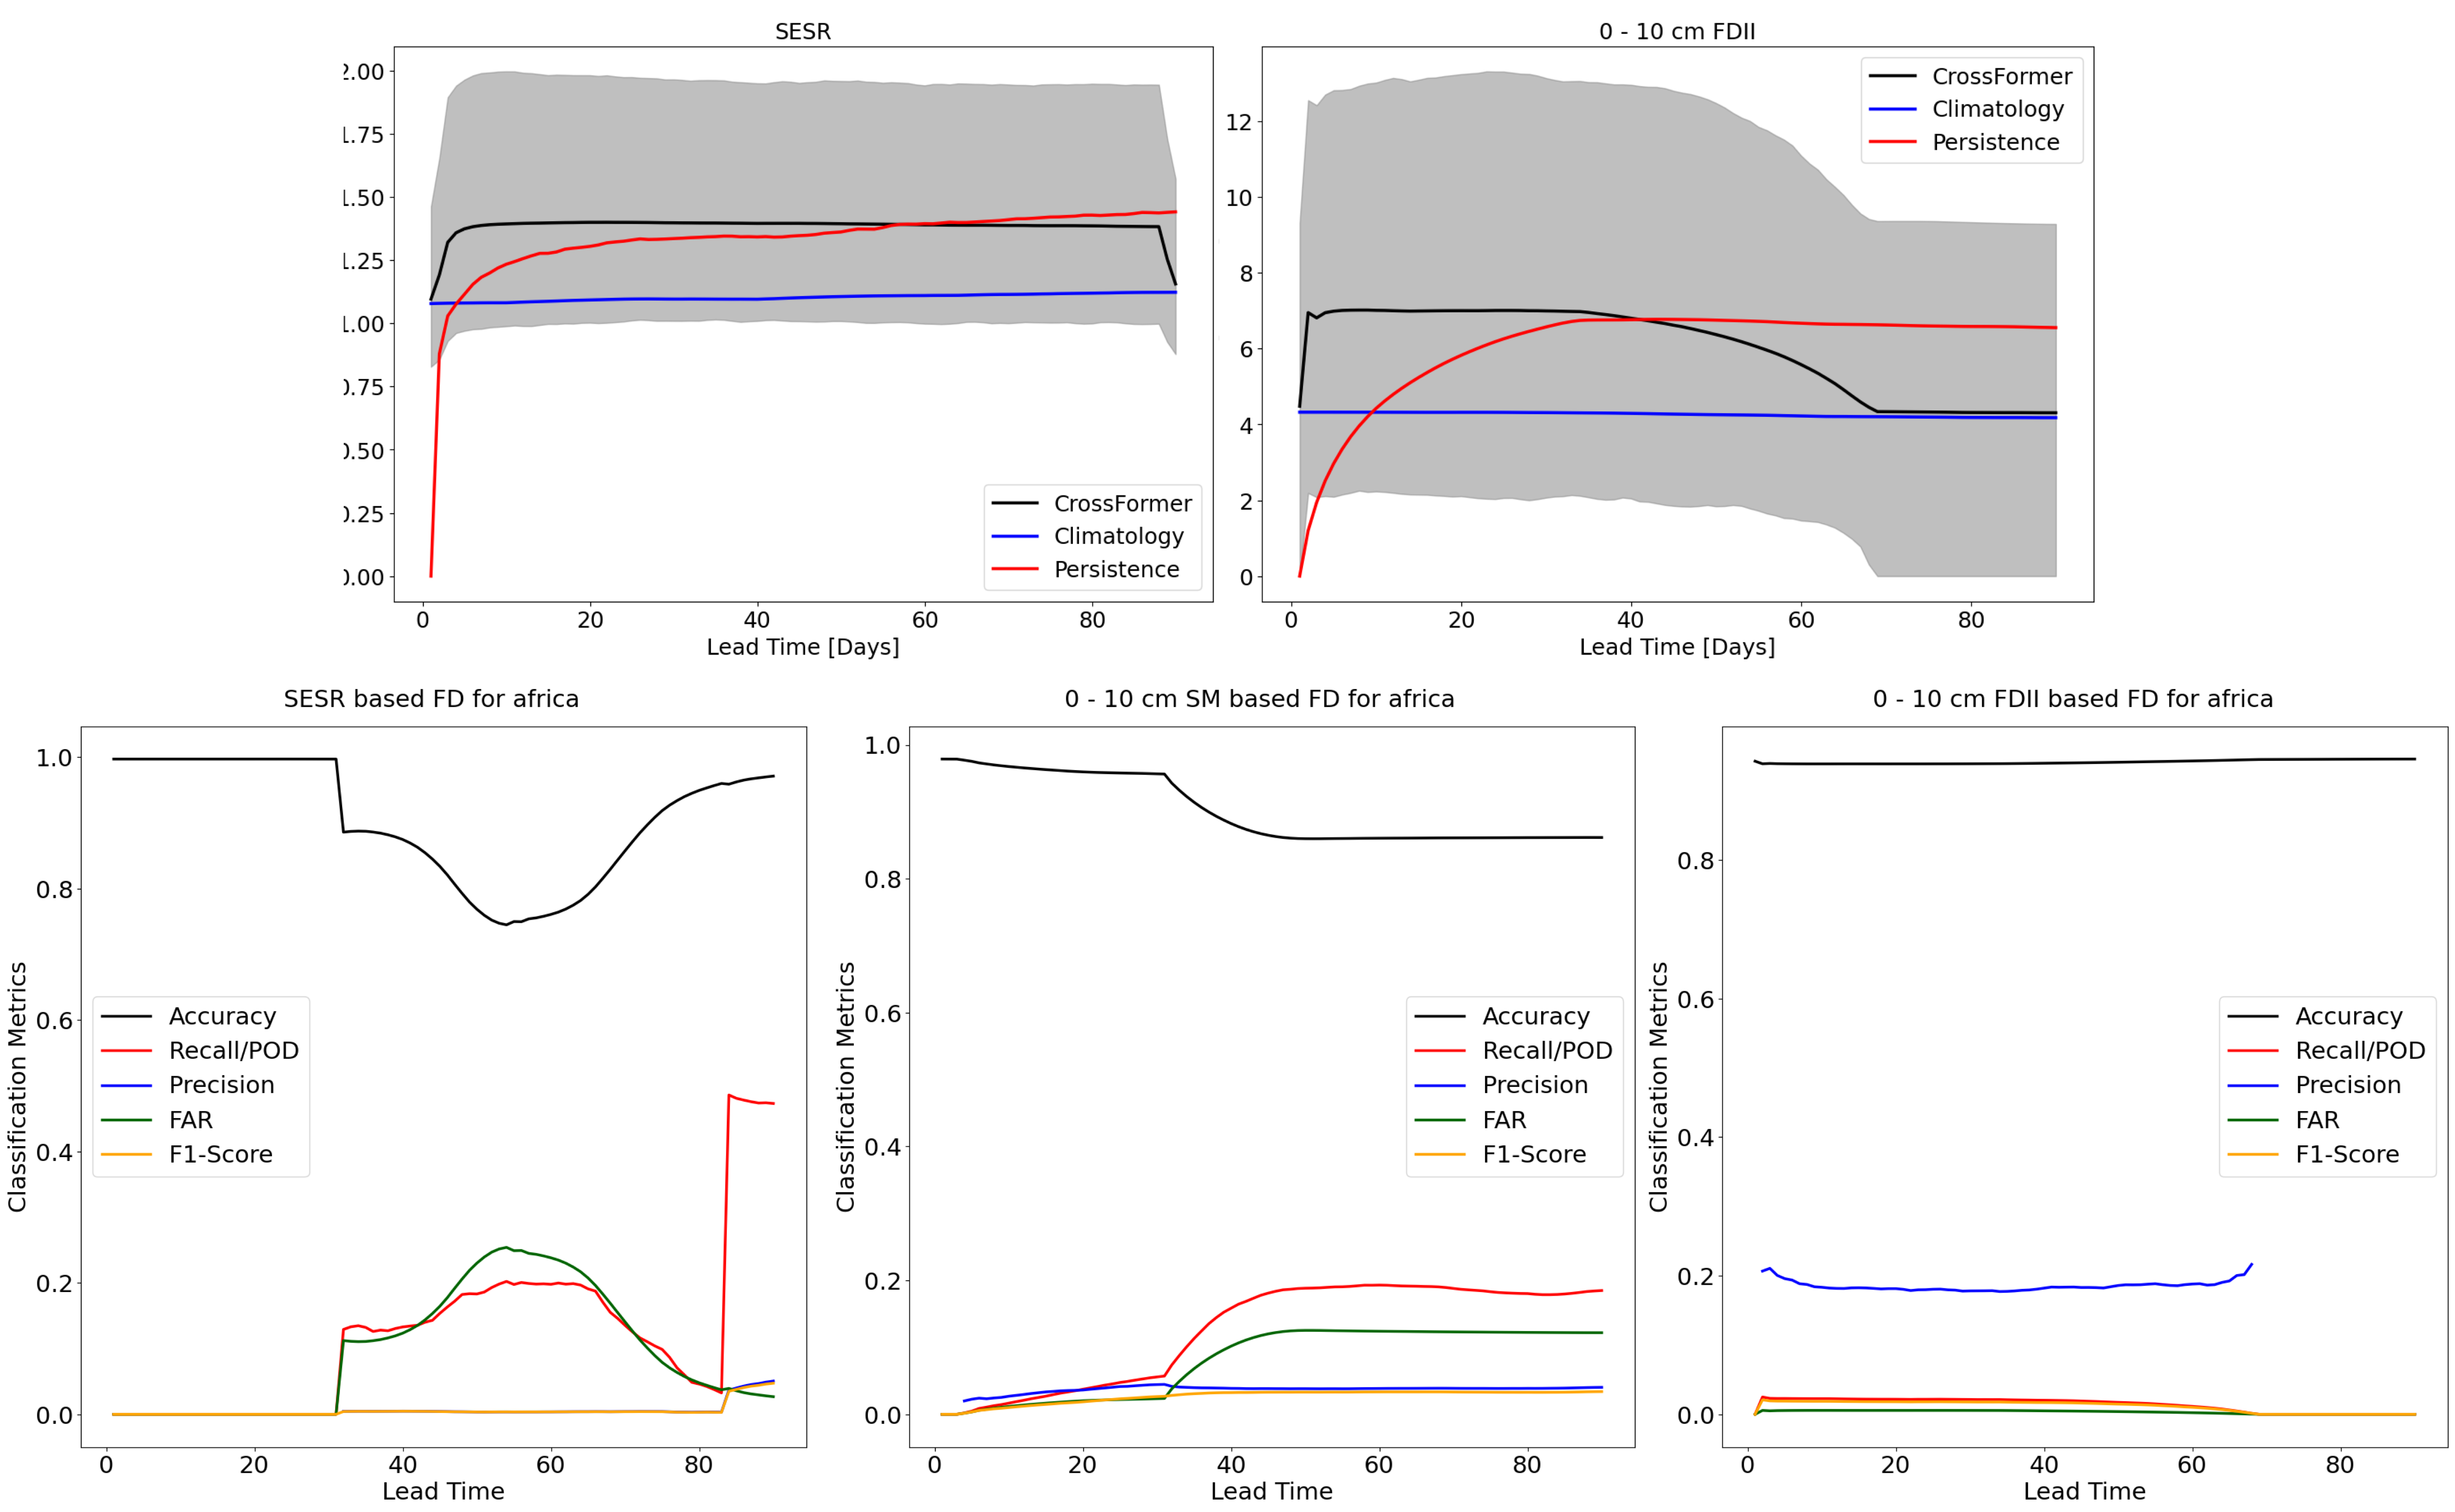 SESR
2.00
1.75
1.50
1.25
1.00
0.75
0.50
0.25
0.00
0 20 40 60 80
Lead Time [Days]
CrossFormer
Climatology
Persistence
0 - 10 cm FDII
12
10
8
6
4
2
0
0 20 40 60 80
Lead Time [Days]
CrossFormer
Climatology
Persistence
SESR based FD for africa
Classification Metrics
1.0
0.8
0.6
0.4
0.2
0.0
0 20 40 60 80
Lead Time
Accuracy
Recall/POD
Precision
FAR
F1-Score
0 - 10 cm SM based FD for africa
Classification Metrics
1.0
0.8
0.6
0.4
0.2
0.0
0 20 40 60 80
Lead Time
Accuracy
Recall/POD
Precision
FAR
F1-Score
0 - 10 cm FDII based FD for africa
Classification Metrics
0.8
0.6
0.4
0.2
0.0
0 20 40 60 80
Lead Time
Accuracy
Recall/POD
Precision
FAR
F1-Score